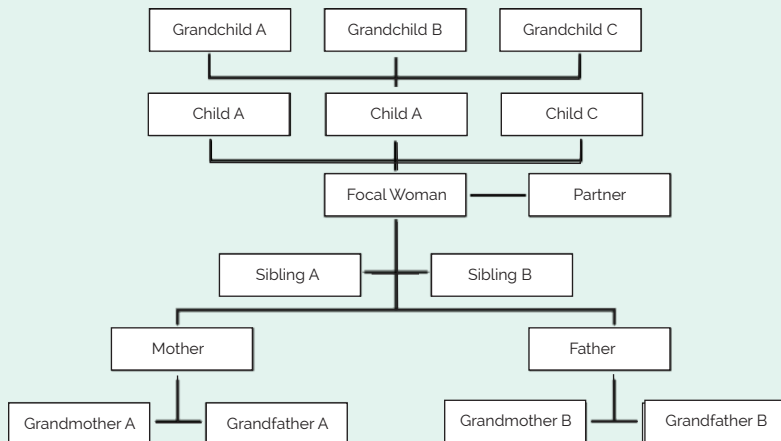 Grandchild A
Grandchild B
Grandchild C
Child A
Child A
Child C
Focal Woman
Partner
Sibling A
Sibling B
Mother
Father
Grandmother A
Grandfather A
Grandmother B
Grandfather B